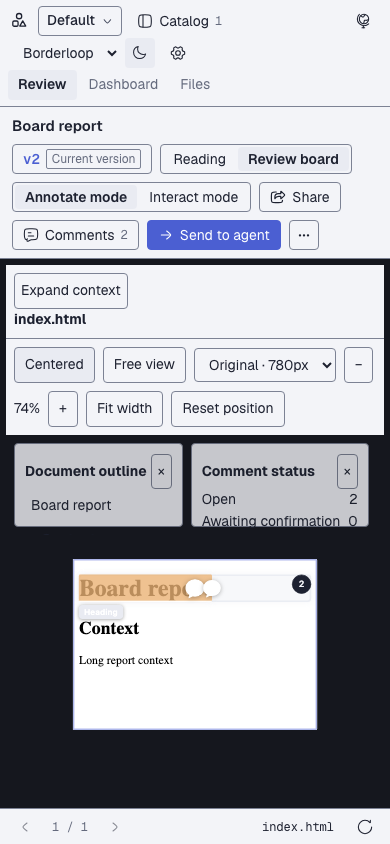 Default
Catalog 1
Borderloop
Review Dashboard Files
Board report
v2 Current version Reading Review board
Annotate mode Interact mode Share
Comments 2 Send to agent ...
Expand context
index.html
Centered Free view Original · 780px −
74% + Fit width Reset position
Document outline ×
Board report
Comment status ×
Open 2
Awaiting confirmation 0
Board repo
2
Heading
Context
Long report context
1 / 1 index.html